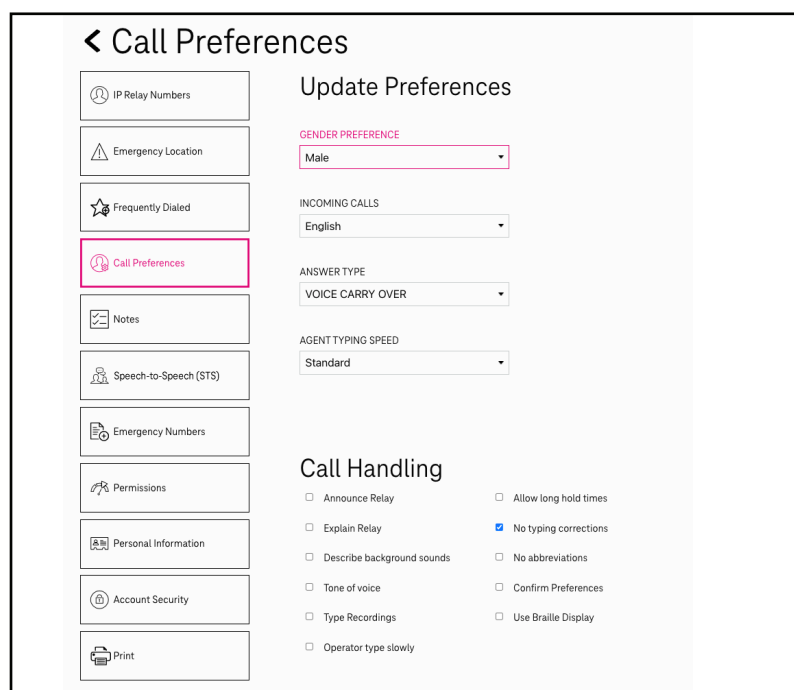 Call Preferences
IP Relay Numbers
Emergency Location
Frequently Dialed
Call Preferences
Notes
Speech-to-Speech (STS)
Emergency Numbers
Permissions
Personal Information
Account Security
Print
Update Preferences
GENDER PREFERENCE
Male
INCOMING CALLS
English
ANSWER TYPE
VOICE CARRY OVER
AGENT TYPING SPEED
Standard
Call Handling
Announce Relay
Explain Relay
Describe background sounds
Tone of voice
Type Recordings
Operator type slowly
Allow long hold times
No typing corrections
No abbreviations
Confirm Preferences
Use Braille Display